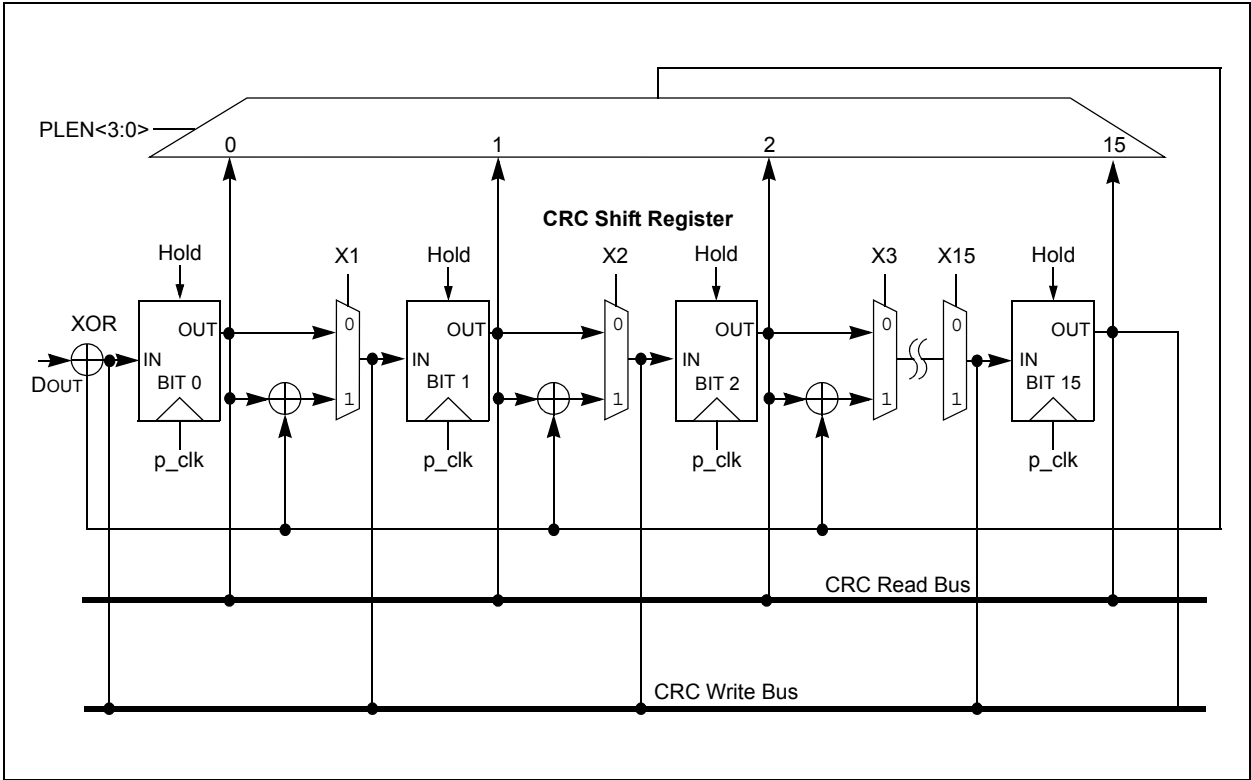 PLEN<3:0>
0 1 2 15
CRC Shift Register
Hold X1 Hold X2 Hold X3 X15 Hold
XOR
OUT 0 OUT 0 OUT 0 0 OUT
IN IN IN IN
DOUT BIT 0 1 BIT 1 1 BIT 2 1 1 BIT 15
p_clk p_clk p_clk p_clk
CRC Read Bus
CRC Write Bus